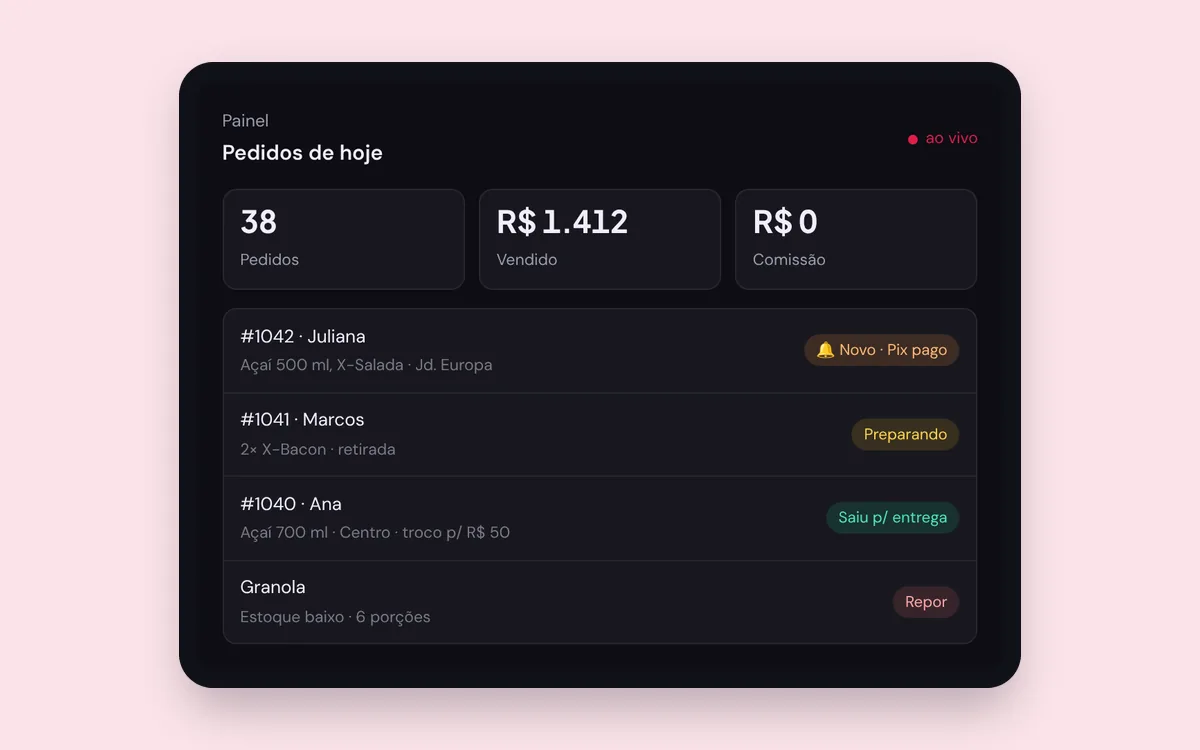 Painel
Pedidos de hoje
ao vivo
38
Pedidos
R$ 1.412
Vendido
R$ 0
Comissão
#1042 · Juliana
Açaí 500 ml, X-Salada · Jd. Europa
🔔 Novo · Pix pago
#1041 · Marcos
2× X-Bacon · retirada
Preparando
#1040 · Ana
Açaí 700 ml · Centro · troco p/ R$ 50
Saiu p/ entrega
Granola
Estoque baixo · 6 porções
Repor